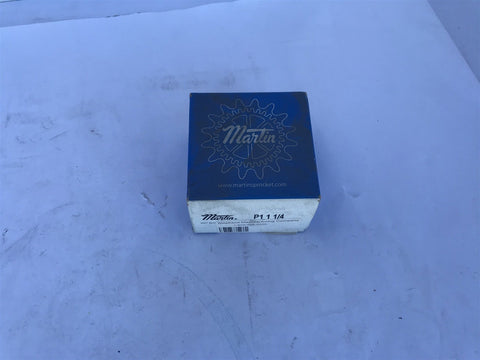 Martin
www.martinsprocket.com
Martin P1 1 1/4